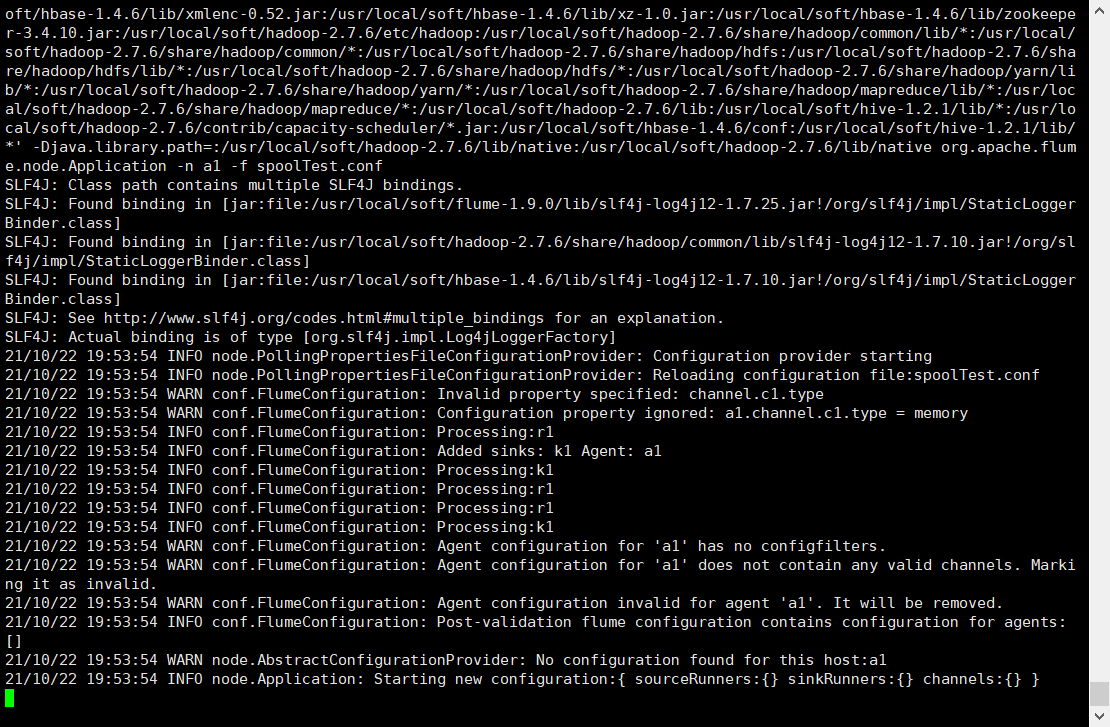 oft/hbase-1.4.6/lib/xmlenc-0.52.jar:/usr/local/soft/hbase-1.4.6/lib/xz-1.0.jar:/usr/local/soft/hbase-1.4.6/lib/zookeepe
r-3.4.10.jar:/usr/local/soft/hadoop-2.7.6/etc/hadoop:/usr/local/soft/hadoop-2.7.6/share/hadoop/common/lib/*:/usr/local/
soft/hadoop-2.7.6/share/hadoop/common/*:/usr/local/soft/hadoop-2.7.6/share/hadoop/hdfs:/usr/local/soft/hadoop-2.7.6/sha
re/hadoop/hdfs/lib/*:/usr/local/soft/hadoop-2.7.6/share/hadoop/hdfs/*:/usr/local/soft/hadoop-2.7.6/share/hadoop/yarn/li
b/*:/usr/local/soft/hadoop-2.7.6/share/hadoop/yarn/*:/usr/local/soft/hadoop-2.7.6/share/hadoop/mapreduce/lib/*:/usr/loc
al/soft/hadoop-2.7.6/share/hadoop/mapreduce/*:/usr/local/soft/hadoop-2.7.6/lib:/usr/local/soft/hive-1.2.1/lib/*:/usr/lo
cal/soft/hadoop-2.7.6/contrib/capacity-scheduler/*.jar:/usr/local/soft/hbase-1.4.6/conf:/usr/local/soft/hive-1.2.1/lib/
*' -Djava.library.path=:/usr/local/soft/hadoop-2.7.6/lib/native:/usr/local/soft/hadoop-2.7.6/lib/native org.apache.flum
e.node.Application -n a1 -f spoolTest.conf
SLF4J: Class path contains multiple SLF4J bindings.
SLF4J: Found binding in [jar:file:/usr/local/soft/flume-1.9.0/lib/slf4j-log4j12-1.7.25.jar!/org/slf4j/impl/StaticLogger
Binder.class]
SLF4J: Found binding in [jar:file:/usr/local/soft/hadoop-2.7.6/share/hadoop/common/lib/slf4j-log4j12-1.7.10.jar!/org/sl
f4j/impl/StaticLoggerBinder.class]
SLF4J: Found binding in [jar:file:/usr/local/soft/hbase-1.4.6/lib/slf4j-log4j12-1.7.10.jar!/org/slf4j/impl/StaticLogger
Binder.class]
SLF4J: See http://www.slf4j.org/codes.html#multiple_bindings for an explanation.
SLF4J: Actual binding is of type [org.slf4j.impl.Log4jLoggerFactory]
21/10/22 19:53:54 INFO node.PollingPropertiesFileConfigurationProvider: Configuration provider starting
21/10/22 19:53:54 INFO node.PollingPropertiesFileConfigurationProvider: Reloading configuration file:spoolTest.conf
21/10/22 19:53:54 WARN conf.FlumeConfiguration: Invalid property specified: channel.c1.type
21/10/22 19:53:54 WARN conf.FlumeConfiguration: Configuration property ignored: a1.channel.c1.type = memory
21/10/22 19:53:54 INFO conf.FlumeConfiguration: Processing:r1
21/10/22 19:53:54 INFO conf.FlumeConfiguration: Added sinks: k1 Agent: a1
21/10/22 19:53:54 INFO conf.FlumeConfiguration: Processing:k1
21/10/22 19:53:54 INFO conf.FlumeConfiguration: Processing:r1
21/10/22 19:53:54 INFO conf.FlumeConfiguration: Processing:r1
21/10/22 19:53:54 INFO conf.FlumeConfiguration: Processing:k1
21/10/22 19:53:54 WARN conf.FlumeConfiguration: Agent configuration for 'a1' has no configfilters.
21/10/22 19:53:54 WARN conf.FlumeConfiguration: Agent configuration for 'a1' does not contain any valid channels. Marki
ng it as invalid.
21/10/22 19:53:54 WARN conf.FlumeConfiguration: Agent configuration invalid for agent 'a1'. It will be removed.
21/10/22 19:53:54 INFO conf.FlumeConfiguration: Post-validation flume configuration contains configuration for agents:
[]
21/10/22 19:53:54 WARN node.AbstractConfigurationProvider: No configuration found for this host:a1
21/10/22 19:53:54 INFO node.Application: Starting new configuration:{ sourceRunners:{} sinkRunners:{} channels:{} }